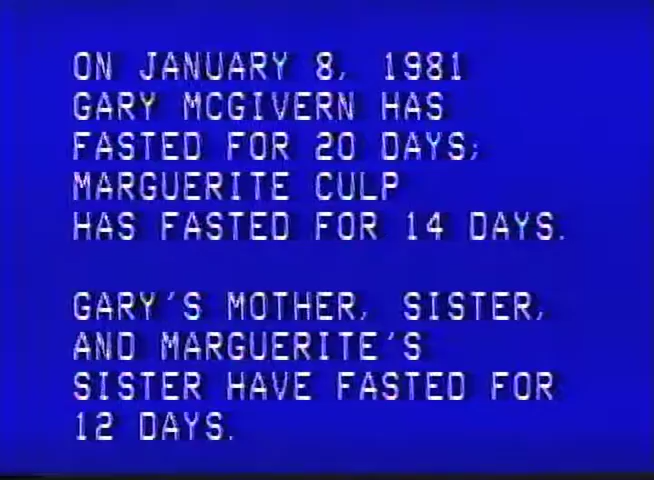 ON JANUARY 8, 1981
GARY MCGIVERN HAS
FASTED FOR 20 DAYS;
MARGUERITE CULP
HAS FASTED FOR 14 DAYS.
GARY'S MOTHER, SISTER,
AND MARGUERITE'S
SISTER HAVE FASTED FOR
12 DAYS.